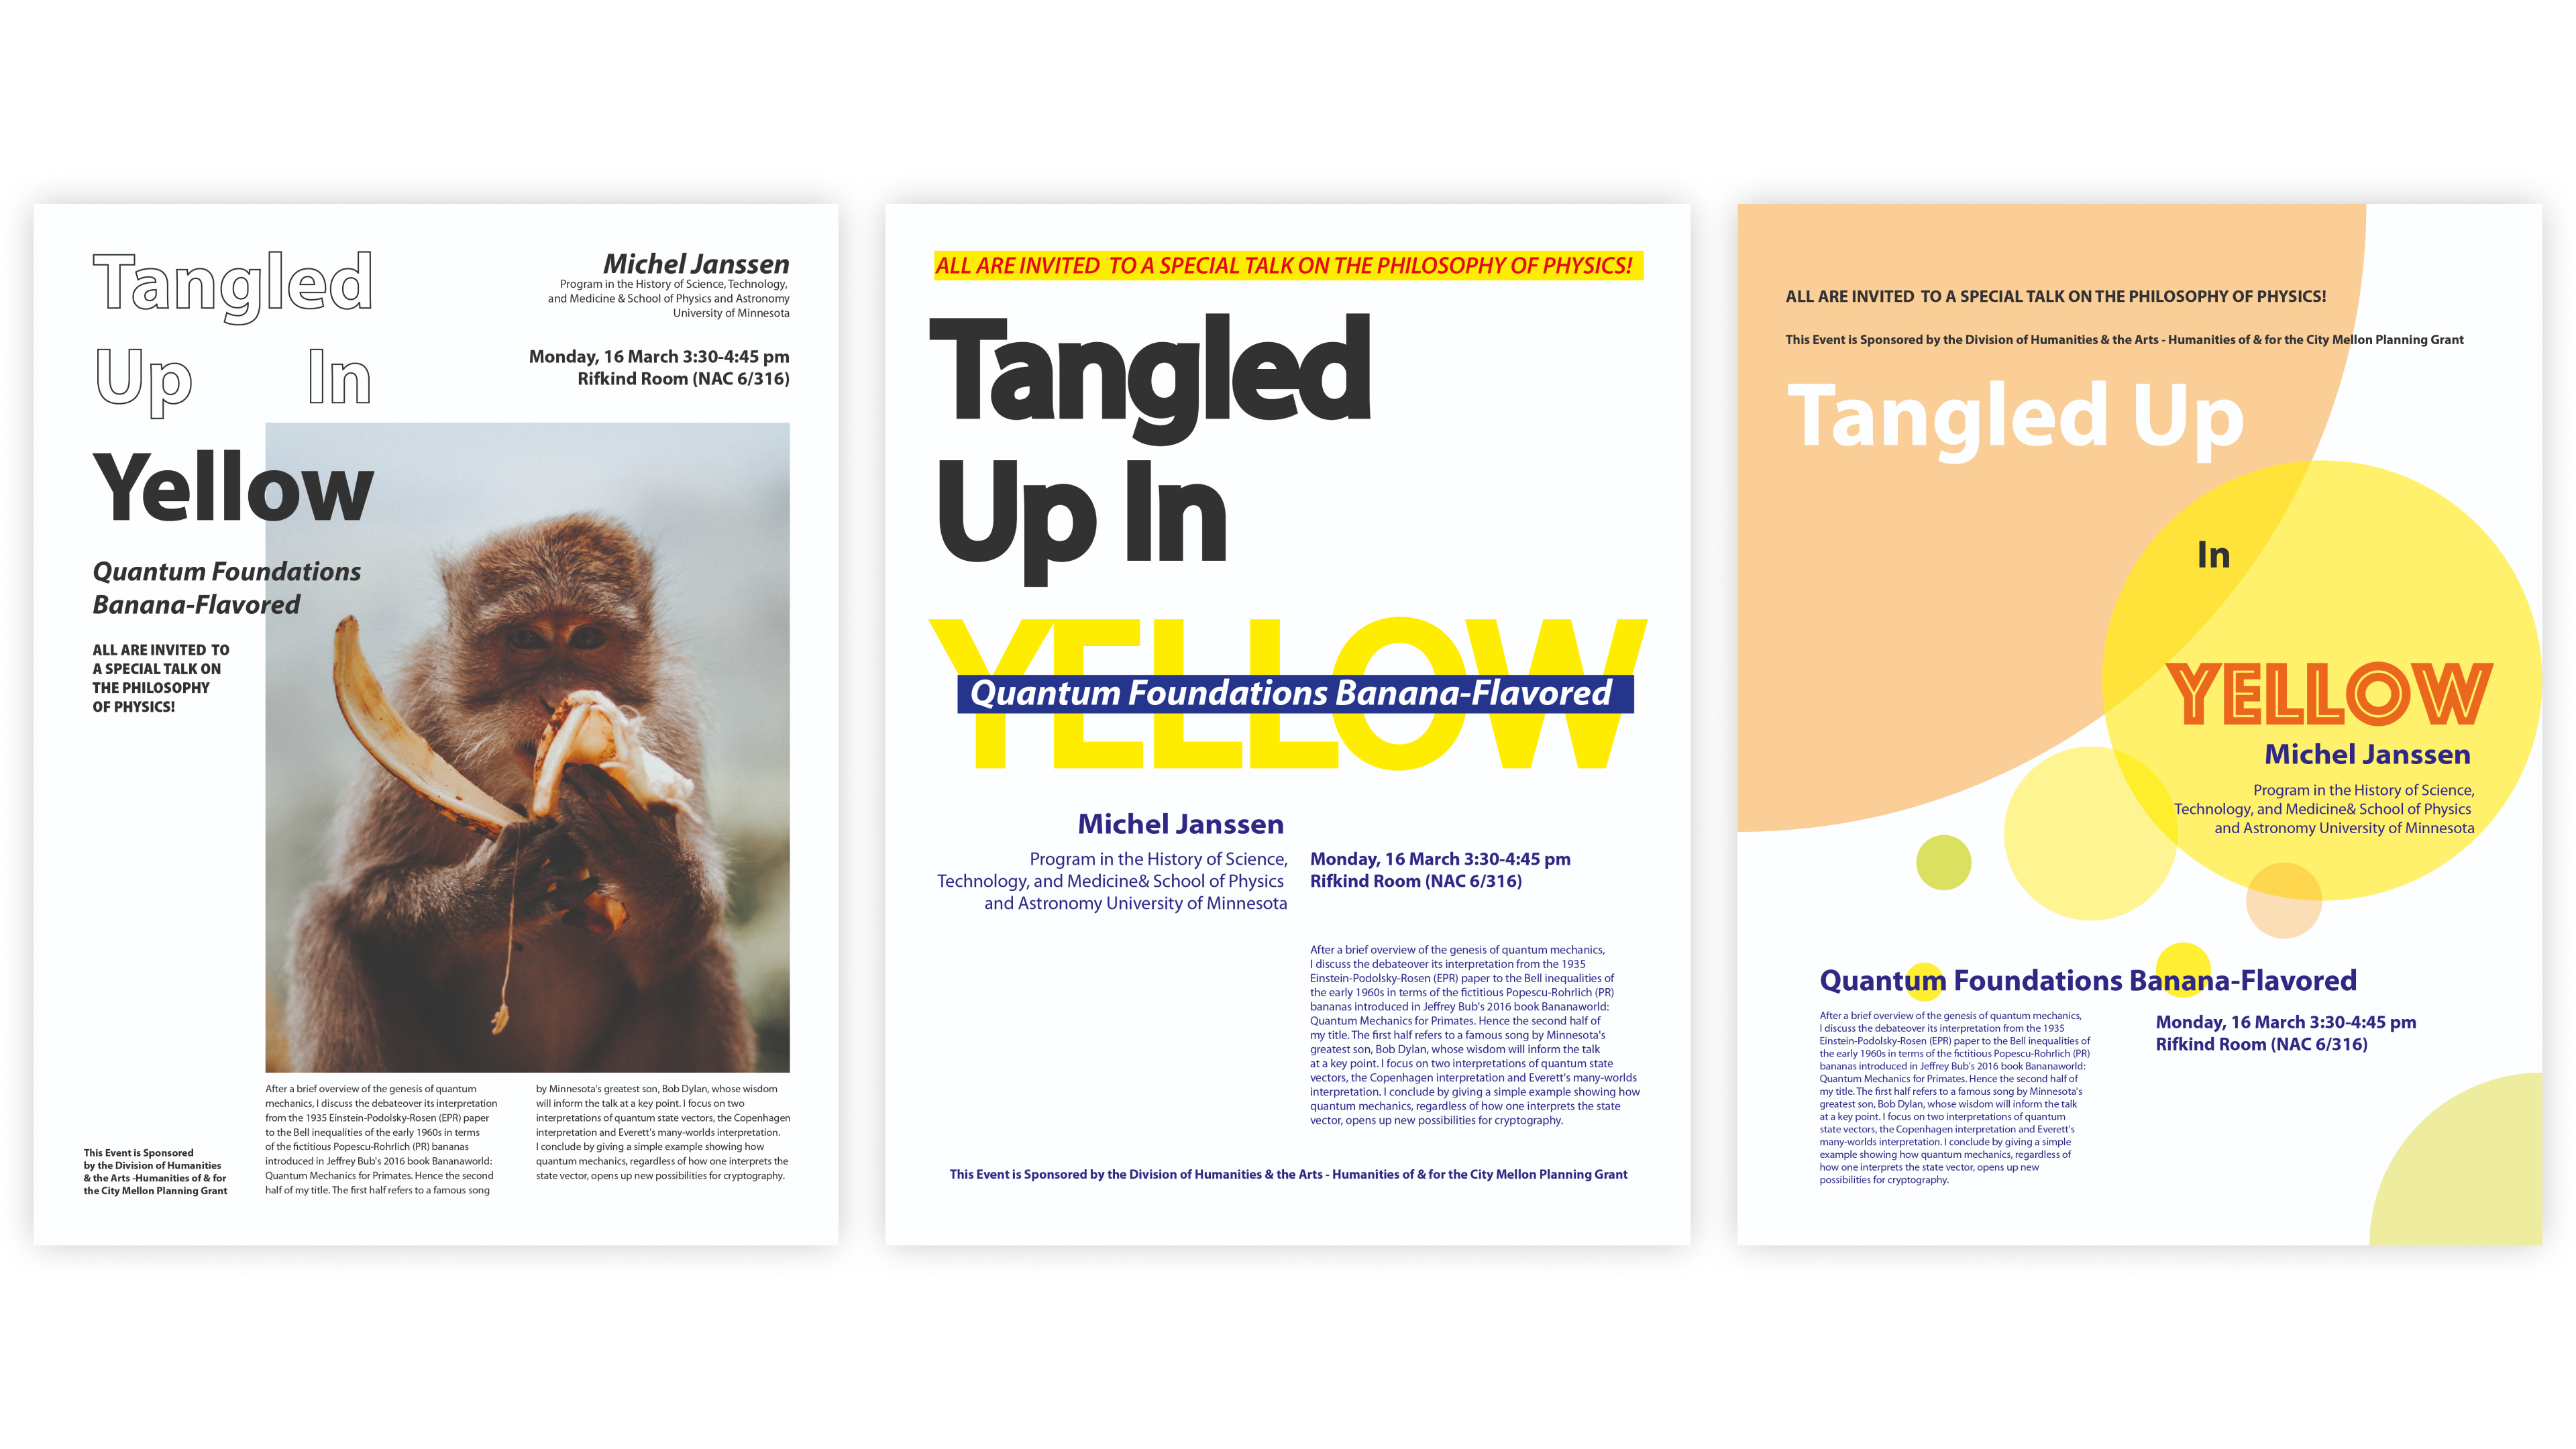 Tangled
Up In
Yellow
Quantum Foundations
Banana-Flavored
ALL ARE INVITED TO
A SPECIAL TALK ON
THE PHILOSOPHY
OF PHYSICS!
Michel Janssen
Program in the History of Science, Technology,
and Medicine & School of Physics and Astronomy
University of Minnesota
Monday, 16 March 3:30-4:45 pm
Rifkind Room (NAC 6/316)
After a brief overview of the genesis of quantum
mechanics, I discuss the debateover its interpretation
from the 1935 Einstein-Podolsky-Rosen (EPR) paper
to the Bell inequalities of the early 1960s in terms
of the fictitious Popescu-Rohrlich (PR) bananas
introduced in Jeffrey Bub's 2016 book Bananaworld:
Quantum Mechanics for Primates. Hence the second
half of my title. The first half refers to a famous song
by Minnesota's greatest son, Bob Dylan, whose wisdom
will inform the talk at a key point. I focus on two
interpretations of quantum state vectors, the Copenhagen
interpretation and Everett's many-worlds interpretation.
I conclude by giving a simple example showing how
quantum mechanics, regardless of how one interprets the
state vector, opens up new possibilities for cryptography.
This Event is Sponsored
by the Division of Humanities
& the Arts -Humanities of & for
the City Mellon Planning Grant
ALL ARE INVITED TO A SPECIAL TALK ON THE PHILOSOPHY OF PHYSICS!
Tangled
Up In
YELLOW
Quantum Foundations Banana-Flavored
Michel Janssen
Program in the History of Science,
Technology, and Medicine& School of Physics
and Astronomy University of Minnesota
Monday, 16 March 3:30-4:45 pm
Rifkind Room (NAC 6/316)
After a brief overview of the genesis of quantum mechanics,
I discuss the debateover its interpretation from the 1935
Einstein-Podolsky-Rosen (EPR) paper to the Bell inequalities of
the early 1960s in terms of the fictitious Popescu-Rohrlich (PR)
bananas introduced in Jeffrey Bub's 2016 book Bananaworld:
Quantum Mechanics for Primates. Hence the second half of
my title. The first half refers to a famous song by Minnesota's
greatest son, Bob Dylan, whose wisdom will inform the talk
at a key point. I focus on two interpretations of quantum state
vectors, the Copenhagen interpretation and Everett's many-worlds
interpretation. I conclude by giving a simple example showing how
quantum mechanics, regardless of how one interprets the state
vector, opens up new possibilities for cryptography.
This Event is Sponsored by the Division of Humanities & the Arts - Humanities of & for the City Mellon Planning Grant
ALL ARE INVITED TO A SPECIAL TALK ON THE PHILOSOPHY OF PHYSICS!
This Event is Sponsored by the Division of Humanities & the Arts - Humanities of & for the City Mellon Planning Grant
Tangled Up
In
YELLOW
Michel Janssen
Program in the History of Science,
Technology, and Medicine& School of Physics
and Astronomy University of Minnesota
Quantum Foundations Banana-Flavored
After a brief overview of the genesis of quantum mechanics,
I discuss the debateover its interpretation from the 1935
Einstein-Podolsky-Rosen (EPR) paper to the Bell inequalities of
the early 1960s in terms of the fictitious Popescu-Rohrlich (PR)
bananas introduced in Jeffrey Bub's 2016 book Bananaworld:
Quantum Mechanics for Primates. Hence the second half of
my title. The first half refers to a famous song by Minnesota's
greatest son, Bob Dylan, whose wisdom will inform the talk
at a key point. I focus on two interpretations of quantum
state vectors, the Copenhagen interpretation and Everett's
many-worlds interpretation. I conclude by giving a simple
example showing how quantum mechanics, regardless of
how one interprets the state vector, opens up new
possibilities for cryptography.
Monday, 16 March 3:30-4:45 pm
Rifkind Room (NAC 6/316)